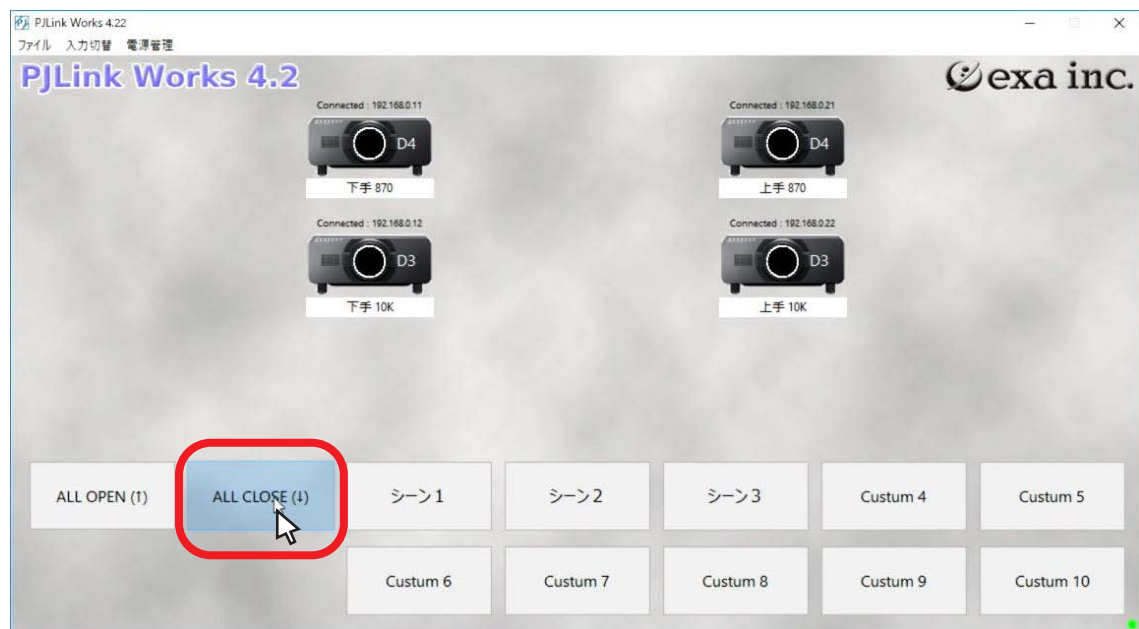 PJLink Works 4.22
ファイル 入力切替 電源管理
PJLink Works 4.2
exa inc.
Connected : 192.168.0.11
D4
下手 870
Connected : 192.168.0.21
D4
上手 870
Connected : 192.168.0.12
D3
下手 10K
Connected : 192.168.0.22
D3
上手 10K
ALL OPEN (↑)
ALL CLOSE (↓)
シーン1
シーン2
シーン3
Custum 4
Custum 5
Custum 6
Custum 7
Custum 8
Custum 9
Custum 10